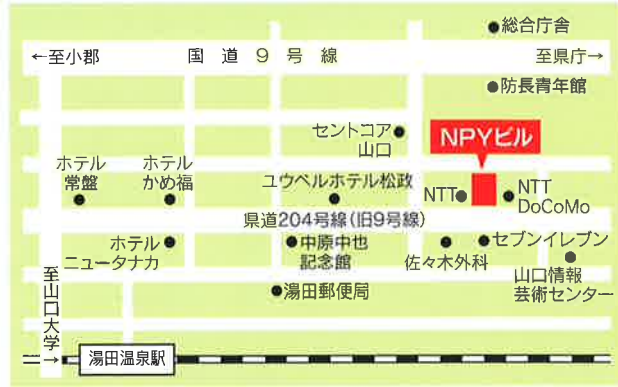 総合庁舎
←至小郡
国道9号線
至県庁→
防長青年館
セントコア
山口
NPYビル
ホテル
常盤
ホテル
かめ福
ユウベルホテル松政
NTT
NTT
DoCoMo
県道204号線(旧9号線)
ホテル
ニュータナカ
中原中也
記念館
佐々木外科
セブンイレブン
山口情報
芸術センター
至山口大学→
湯田郵便局
湯田温泉駅